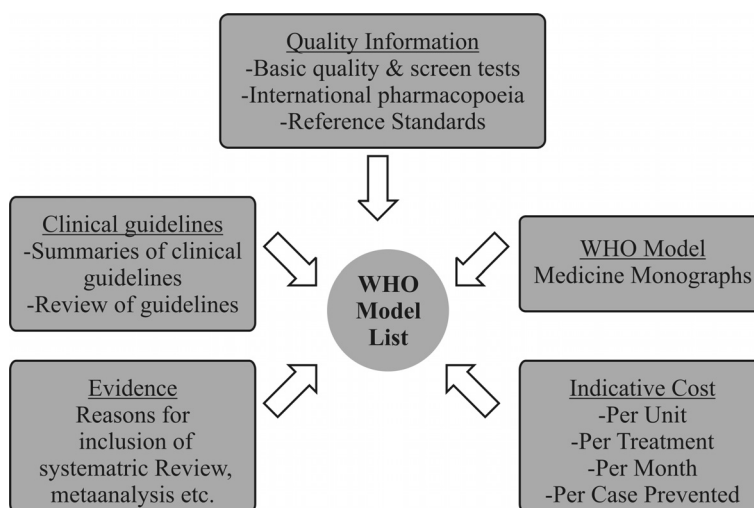 Quality Information
-Basic quality & screen tests
-International pharmacopoeia
-Reference Standards
Clinical guidelines
-Summaries of clinical
guidelines
-Review of guidelines
WHO
Model
List
WHO Model
Medicine Monographs
Evidence
Reasons for
inclusion of
systematric Review,
metaanalysis etc.
Indicative Cost
-Per Unit
-Per Treatment
-Per Month
-Per Case Prevented